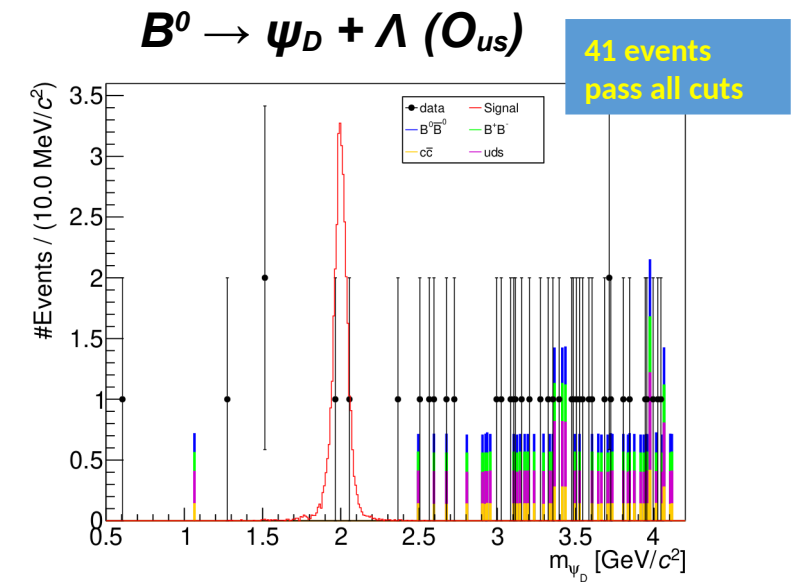 B⁰ → ψ_D + Λ (O_us)
41 events
pass all cuts
#Events / (10.0 MeV/c²)
3.5
3
2.5
2
1.5
1
0.5
0
data
Signal
B⁰B̅⁰
B⁺B⁻
cc̅
uds
0.5 1 1.5 2 2.5 3 3.5 4
m_ψ_D [GeV/c²]